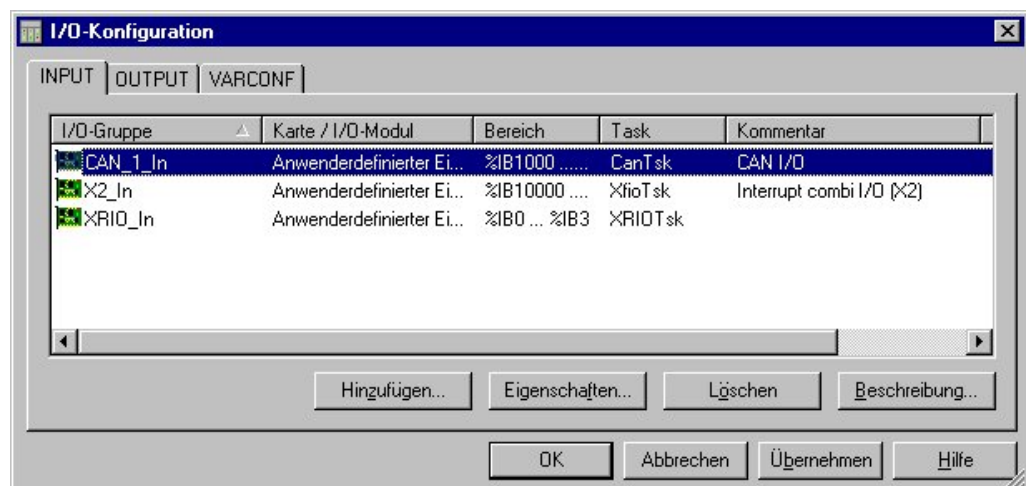 I/O-Konfiguration
INPUT OUTPUT VARCONF
I/O-Gruppe Karte / I/O-Modul Bereich Task Kommentar
CAN_1_In Anwenderdefinierter Ei... %IB1000 ...... CanTsk CAN I/O
X2_In Anwenderdefinierter Ei... %IB10000 .... XfioTsk Interrupt combi I/O (X2)
XRIO_In Anwenderdefinierter Ei... %IB0 ... %IB3 XRIOTsk
Hinzufügen... Eigenschaften... Löschen Beschreibung...
OK Abbrechen Übernehmen Hilfe